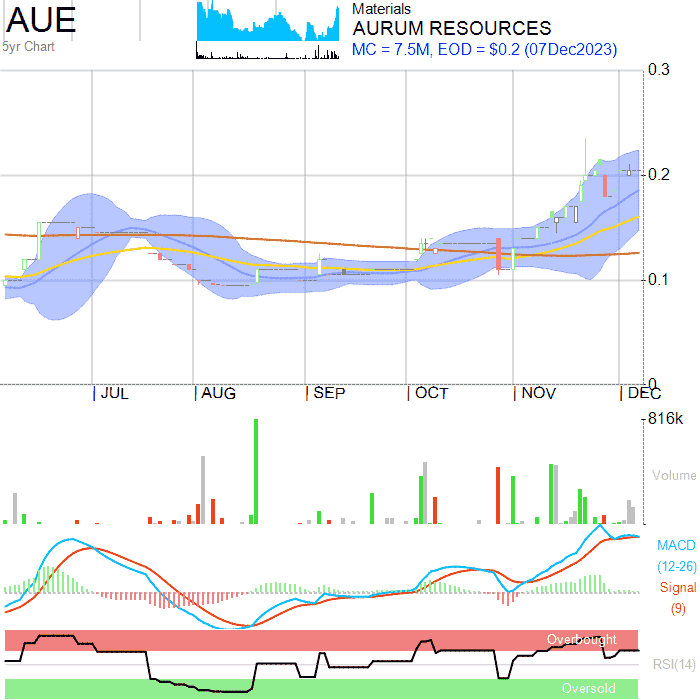 AUE
5yr Chart
Materials
AURUM RESOURCES
MC = 7.5M, EOD = $0.2 (07Dec2023)
0.3
0.2
0.1
0
JUL AUG SEP OCT NOV DEC
816k
Volume
MACD
(12-26)
Signal
(9)
Overbought
RSI(14)
Oversold